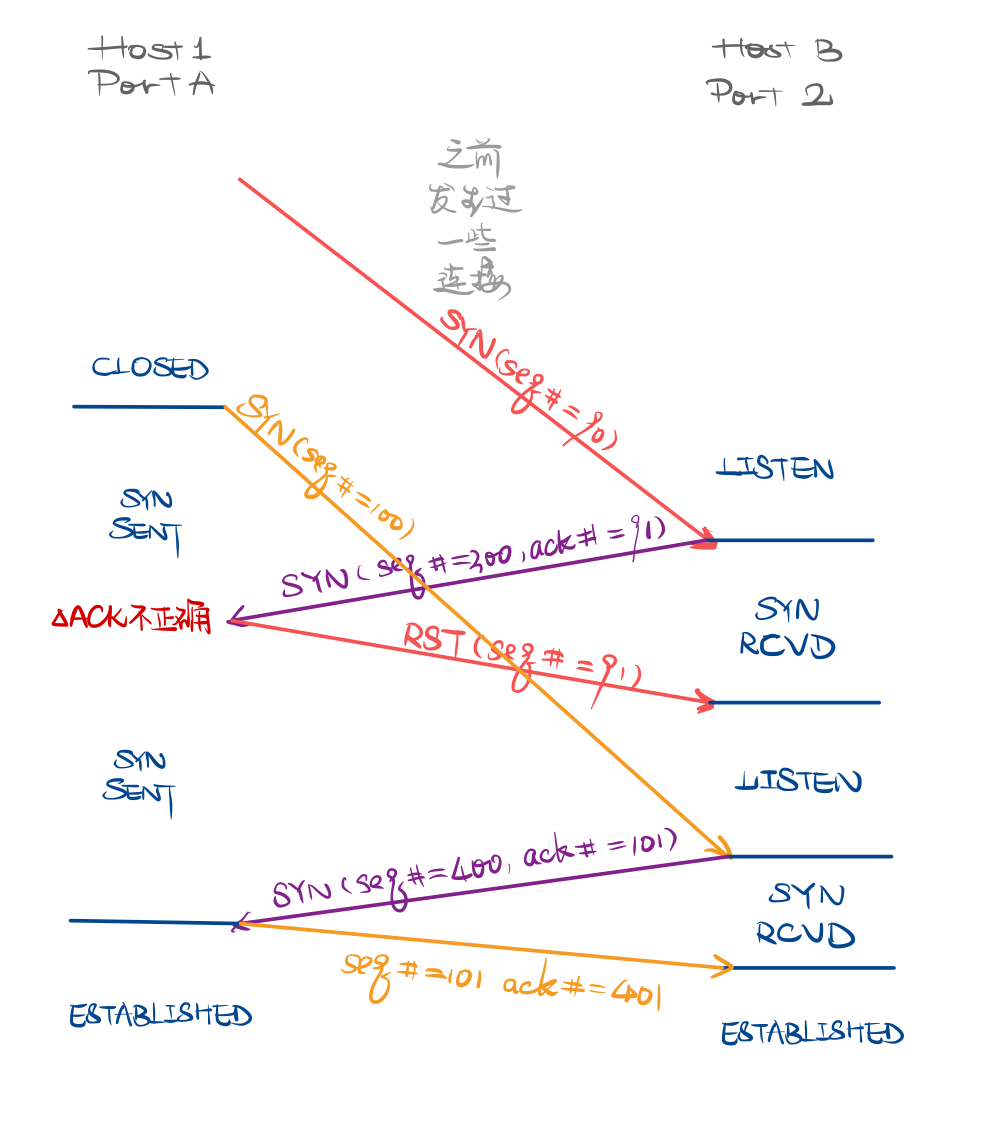 Host 1
Port A
Host B
Port 2
之前
发生过
一些
连接
SYN(seq#=90)
CLOSED
SYN(seq#=100)
LISTEN
SYN
SENT
SYN(seq#=300,ack#=91)
△ACK不正确
SYN
RCVD
RST(seq#=91)
SYN
SENT
LISTEN
SYN(seq#=400, ack#=101)
SYN
RCVD
seq#=101 ack#=401
ESTABLISHED
ESTABLISHED